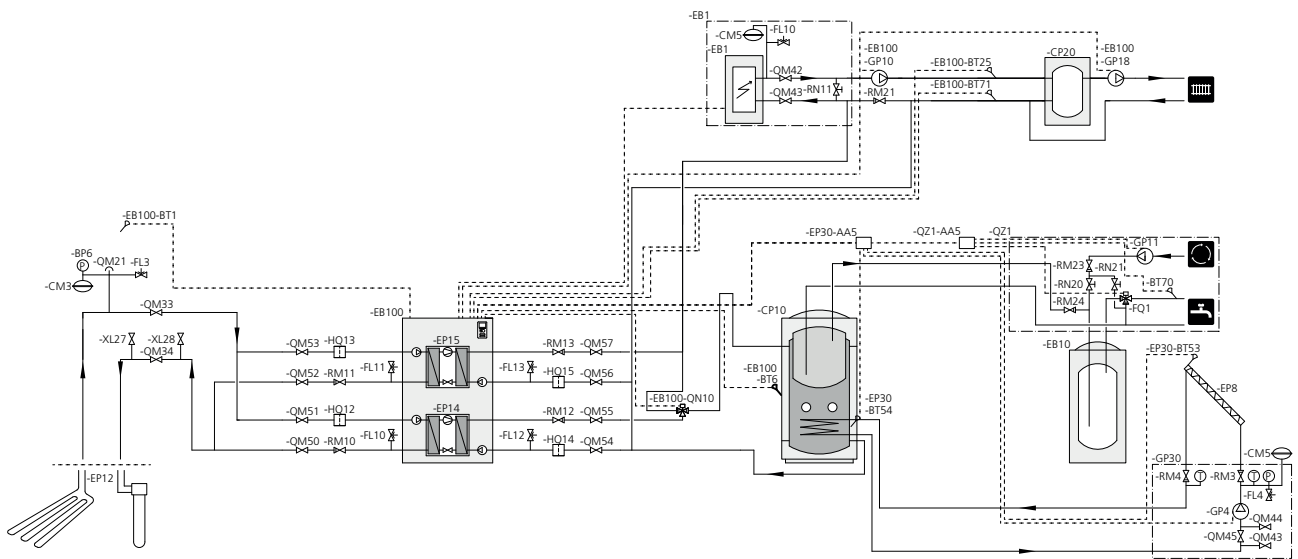 -EB1
-CM5
-FL10
-EB1
-QM42
-QM43
-RN11
-EB100
-GP10
-RM21
-EB100-BT25
-EB100-BT71
-CP20
-EB100
-GP18
-EB100-BT1
-BP6
P
-QM21
-FL3
-CM3
-QM33
-XL27
-XL28
-QM34
-EP12
-EB100
-QM53
-HQ13
-QM52
-RM11
-FL11
-EP15
-FL13
-RM13
-QM57
-HQ15
-QM56
-QM51
-HQ12
-QM50
-RM10
-FL10
-EP14
-FL12
-RM12
-QM55
-HQ14
-QM54
-EB100-QN10
-CP10
-EB100
-BT6
-EP30
-BT54
-EP30-AA5
-QZ1-AA5
-QZ1
-GP11
-RM23
-RN21
-RN20
-RM24
-BT70
-FQ1
-EB10
-EP30-BT53
-EP8
-CM5
-GP30
-RM4
T
-RM3
T
P
-FL4
-GP4
-QM44
-QM45
-QM43